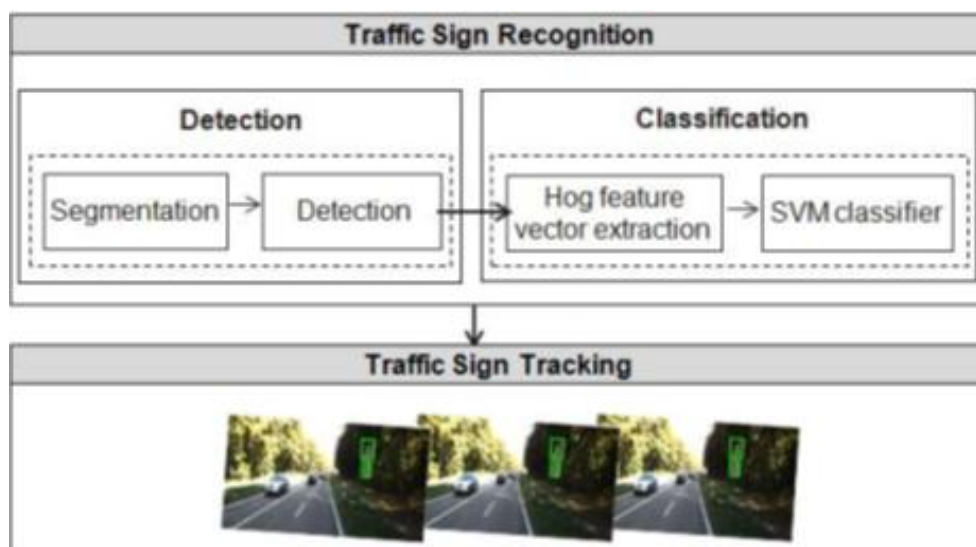 Traffic Sign Recognition
Detection
Classification
Segmentation
Detection
Hog feature
vector extraction
SVM classifier
Traffic Sign Tracking